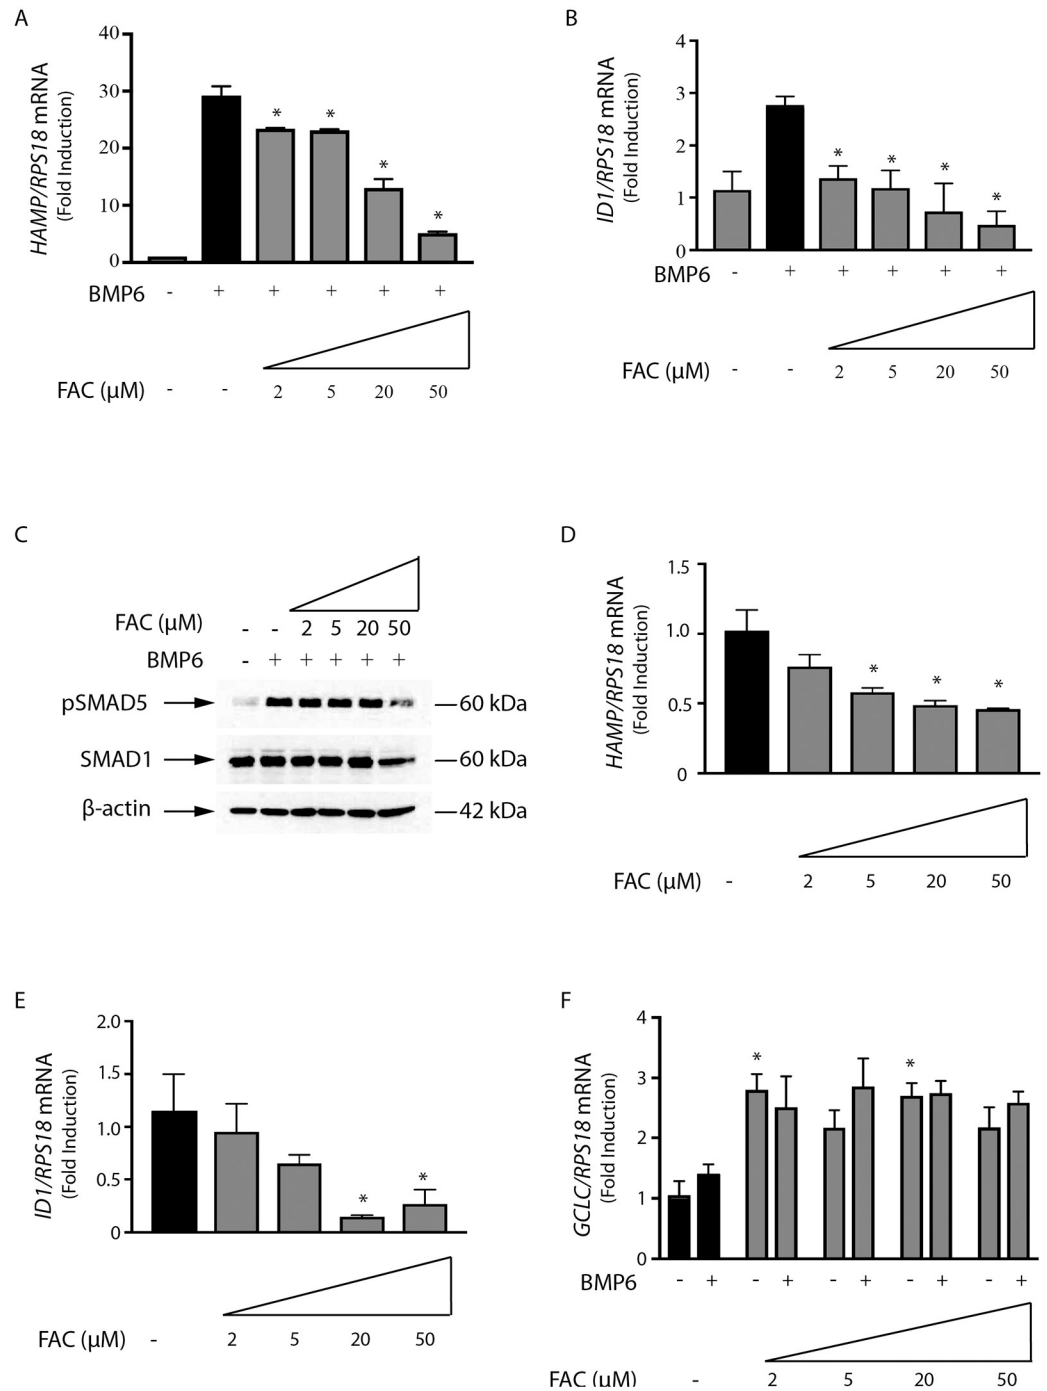 A
HAMP/RPS18 mRNA
(Fold Induction)
40
30
20
10
0
* * * *
BMP6 - + + + + +
FAC (μM) - - 2 5 20 50
B
ID1/RPS18 mRNA
(Fold Induction)
4
3
2
1
0
* * * *
BMP6 - + + + + +
FAC (μM) - - 2 5 20 50
C
FAC (μM) - - 2 5 20 50
BMP6 - + + + + +
pSMAD5 60 kDa
SMAD1 60 kDa
β-actin 42 kDa
D
HAMP/RPS18 mRNA
(Fold Induction)
1.5
1.0
0.5
0
* * *
FAC (μM) - 2 5 20 50
E
ID1/RPS18 mRNA
(Fold Induction)
2.0
1.5
1.0
0.5
0
* *
FAC (μM) - 2 5 20 50
F
GCLC/RPS18 mRNA
(Fold Induction)
4
3
2
1
0
* *
BMP6 - + - + - + - + - +
FAC (μM) - 2 5 20 50